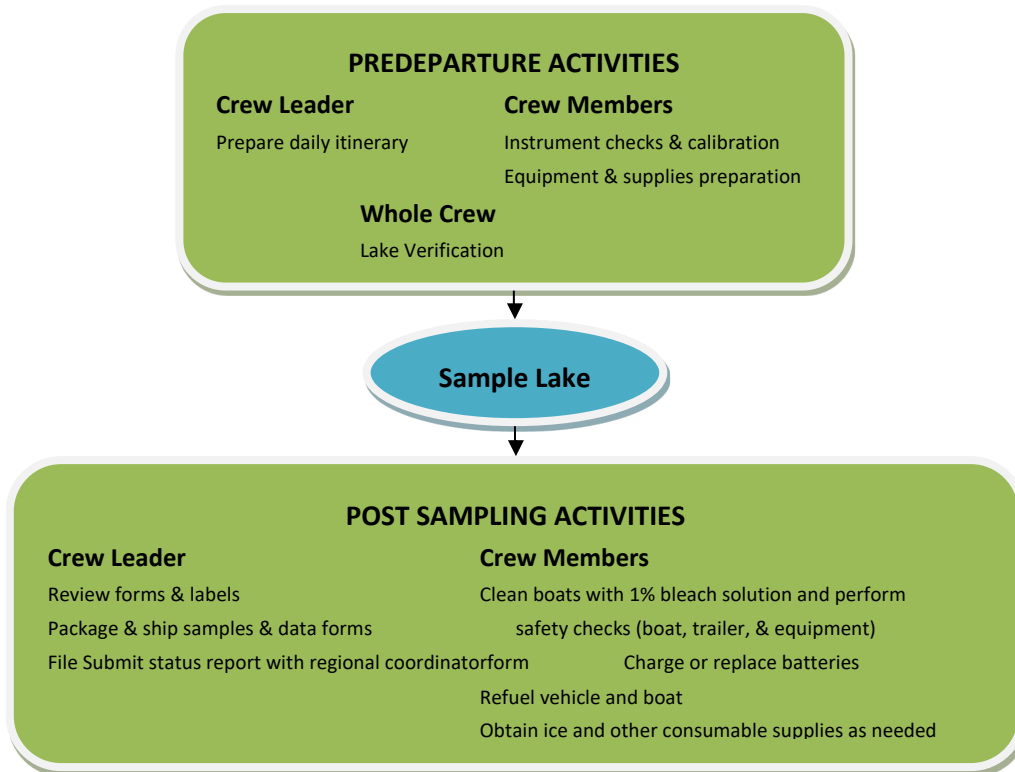 PREDEPARTURE ACTIVITIES
Crew Leader
Prepare daily itinerary
Crew Members
Instrument checks & calibration
Equipment & supplies preparation
Whole Crew
Lake Verification
Sample Lake
POST SAMPLING ACTIVITIES
Crew Leader
Review forms & labels
Package & ship samples & data forms
File Submit status report with regional coordinatorform
Crew Members
Clean boats with 1% bleach solution and perform
safety checks (boat, trailer, & equipment)
Charge or replace batteries
Refuel vehicle and boat
Obtain ice and other consumable supplies as needed